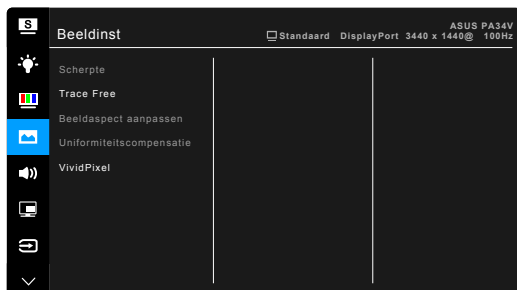 S
Beeldinst
Standaard DisplayPort 3440 x 1440@ 100Hz
ASUS PA34V
Scherpte
Trace Free
Beeldaspect aanpassen
Uniformiteitscompensatie
VividPixel